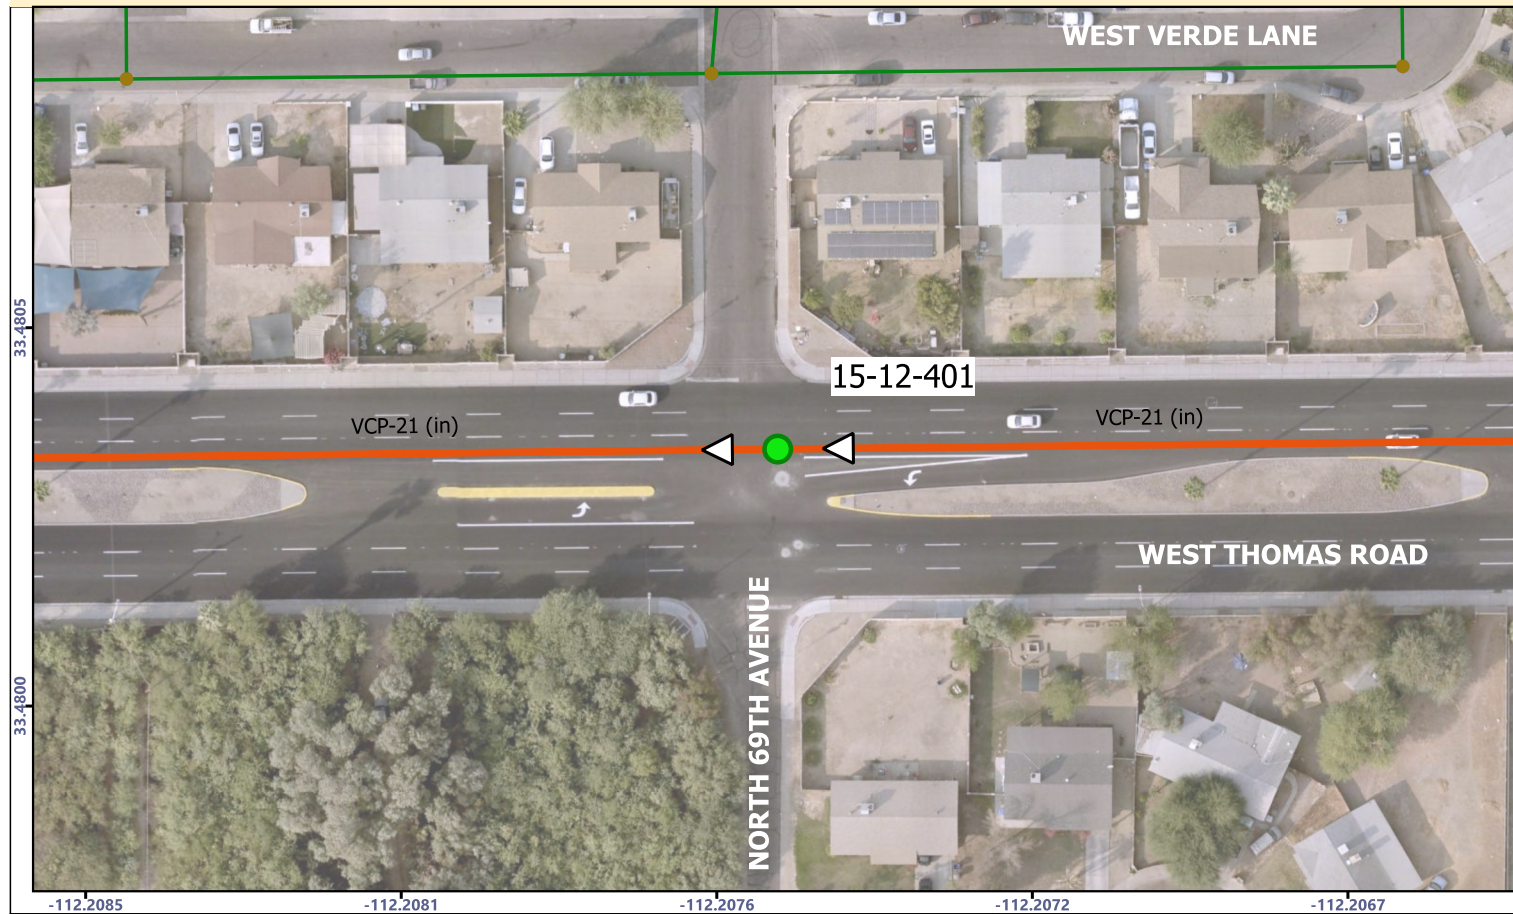 WEST VERDE LANE
33.4805
15-12-401
VCP-21 (in)
VCP-21 (in)
WEST THOMAS ROAD
NORTH 69TH AVENUE
33.4800
-112.2085
-112.2081
-112.2076
-112.2072
-112.2067